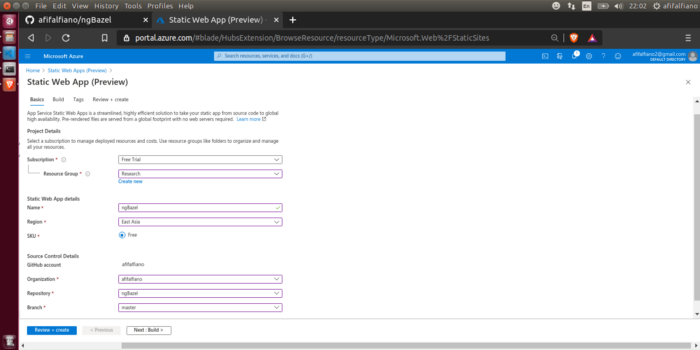 Edit View History Bookmarks Tools Profiles Help
22:02 afifalfiano
afifalfiano/ngBazel
Static Web App (Preview) -
portal.azure.com/#blade/HubsExtension/BrowseResource/resourceType/Microsoft.Web%2FStaticSites
Microsoft Azure
Search resources, services, and docs (G+/)
afifalfiano2@gmail.com
DEFAULT DIRECTORY
Home > Static Web Apps (Preview) >
Static Web App (Preview)
Basics Build Tags Review + create
App Service Static Web Apps is a streamlined, highly efficient solution to take your static app from source code to global
high availability. Pre-rendered files are served from a global footprint with no web servers required. Learn more
Project Details
Select a subscription to manage deployed resources and costs. Use resource groups like folders to organize and manage
all your resources.
Subscription * Free Trial
Resource Group * Research
Create new
Static Web App details
Name * ngBazel
Region * East Asia
SKU * Free
Source Control Details
GitHub account afifalfiano
Organization * afifalfiano
Repository * ngBazel
Branch * master
Review + create < Previous Next : Build >